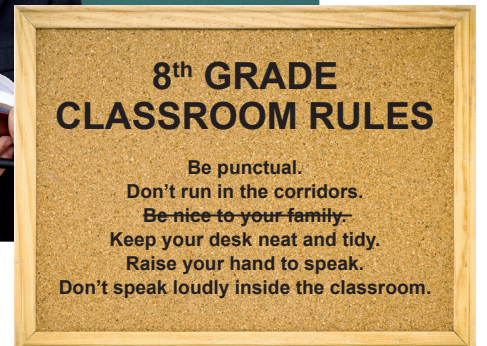 8th GRADE
CLASSROOM RULES
Be punctual.
Don't run in the corridors.
Be nice to your family.
Keep your desk neat and tidy.
Raise your hand to speak.
Don't speak loudly inside the classroom.